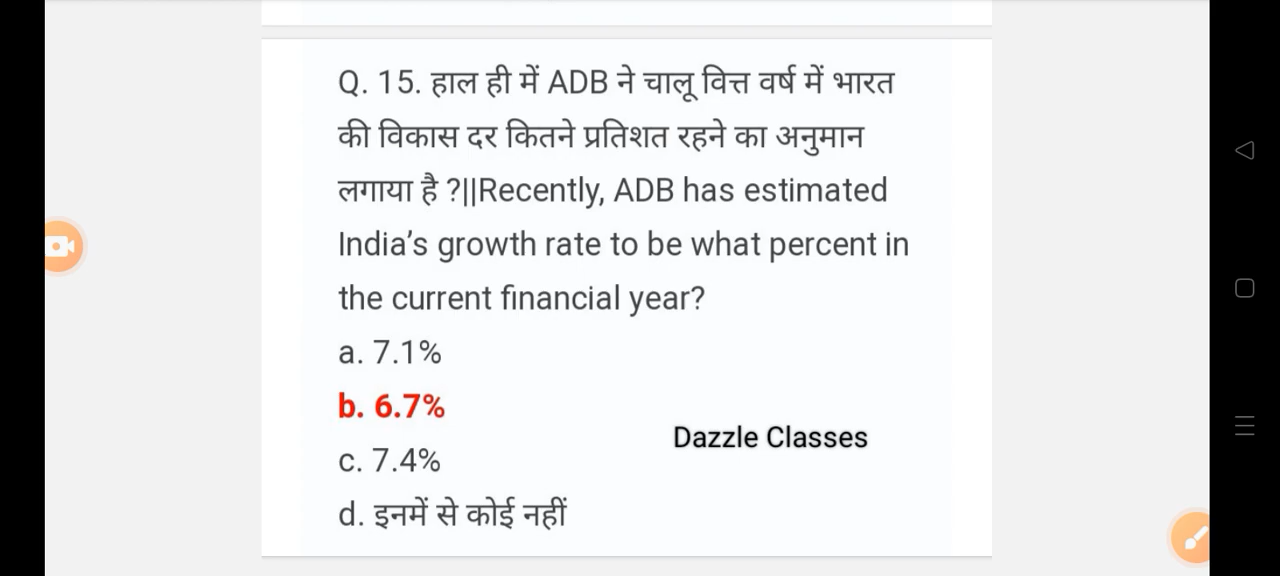 Q. 15. हाल ही में ADB ने चालू वित्त वर्ष में भारत
की विकास दर कितने प्रतिशत रहने का अनुमान
लगाया है ?||Recently, ADB has estimated
India’s growth rate to be what percent in
the current financial year?
a. 7.1%
b. 6.7%
c. 7.4%
d. इनमें से कोई नहीं
Dazzle Classes